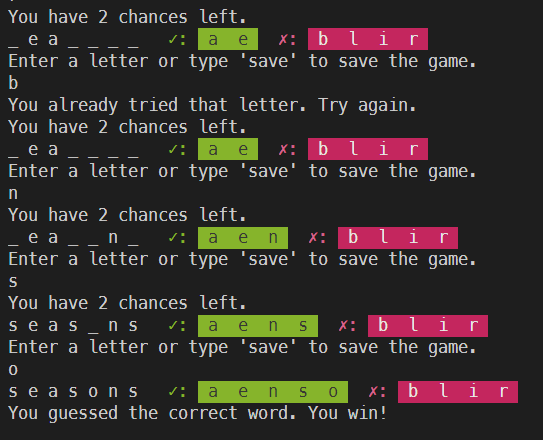 You have 2 chances left.
_ e a _ _ _ _ ✓: a e ✗: b l i r
Enter a letter or type 'save' to save the game.
b
You already tried that letter. Try again.
You have 2 chances left.
_ e a _ _ _ _ ✓: a e ✗: b l i r
Enter a letter or type 'save' to save the game.
n
You have 2 chances left.
_ e a _ _ n _ ✓: a e n ✗: b l i r
Enter a letter or type 'save' to save the game.
s
You have 2 chances left.
s e a s _ n s ✓: a e n s ✗: b l i r
Enter a letter or type 'save' to save the game.
o
s e a s o n s ✓: a e n s o ✗: b l i r
You guessed the correct word. You win!